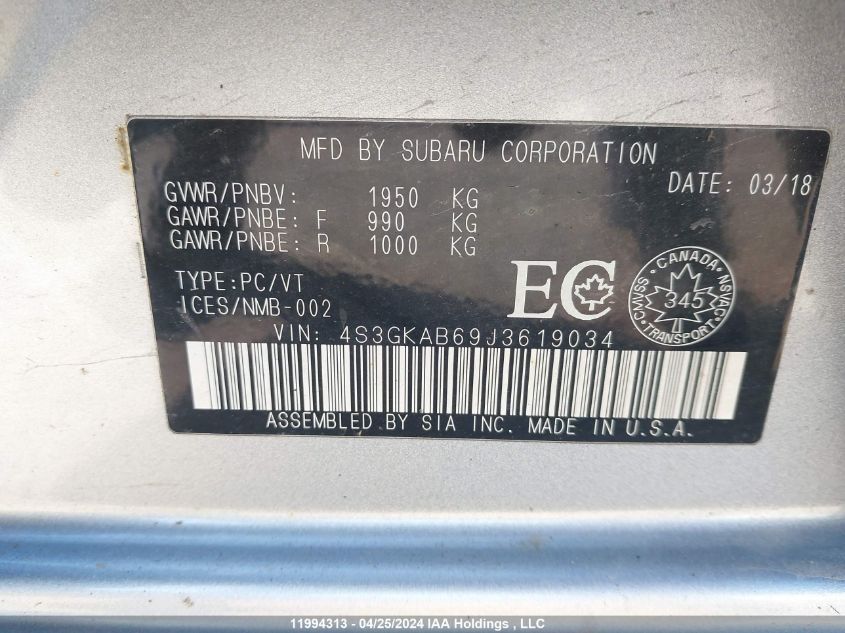 MFD BY SUBARU CORPORATION
DATE: 03/18
GVWR/PNBV: 1950 KG
GAWR/PNBE: F 990 KG
GAWR/PNBE: R 1000 KG
TYPE:PC/VT
ICES/NMB-002
EC
CANADA
CMVSS 345 NSVAC
TRANSPORT
VIN: 4S3GKAB69J3619034
ASSEMBLED BY SIA INC. MADE IN U.S.A.
11994313 - 04/25/2024 IAA Holdings , LLC